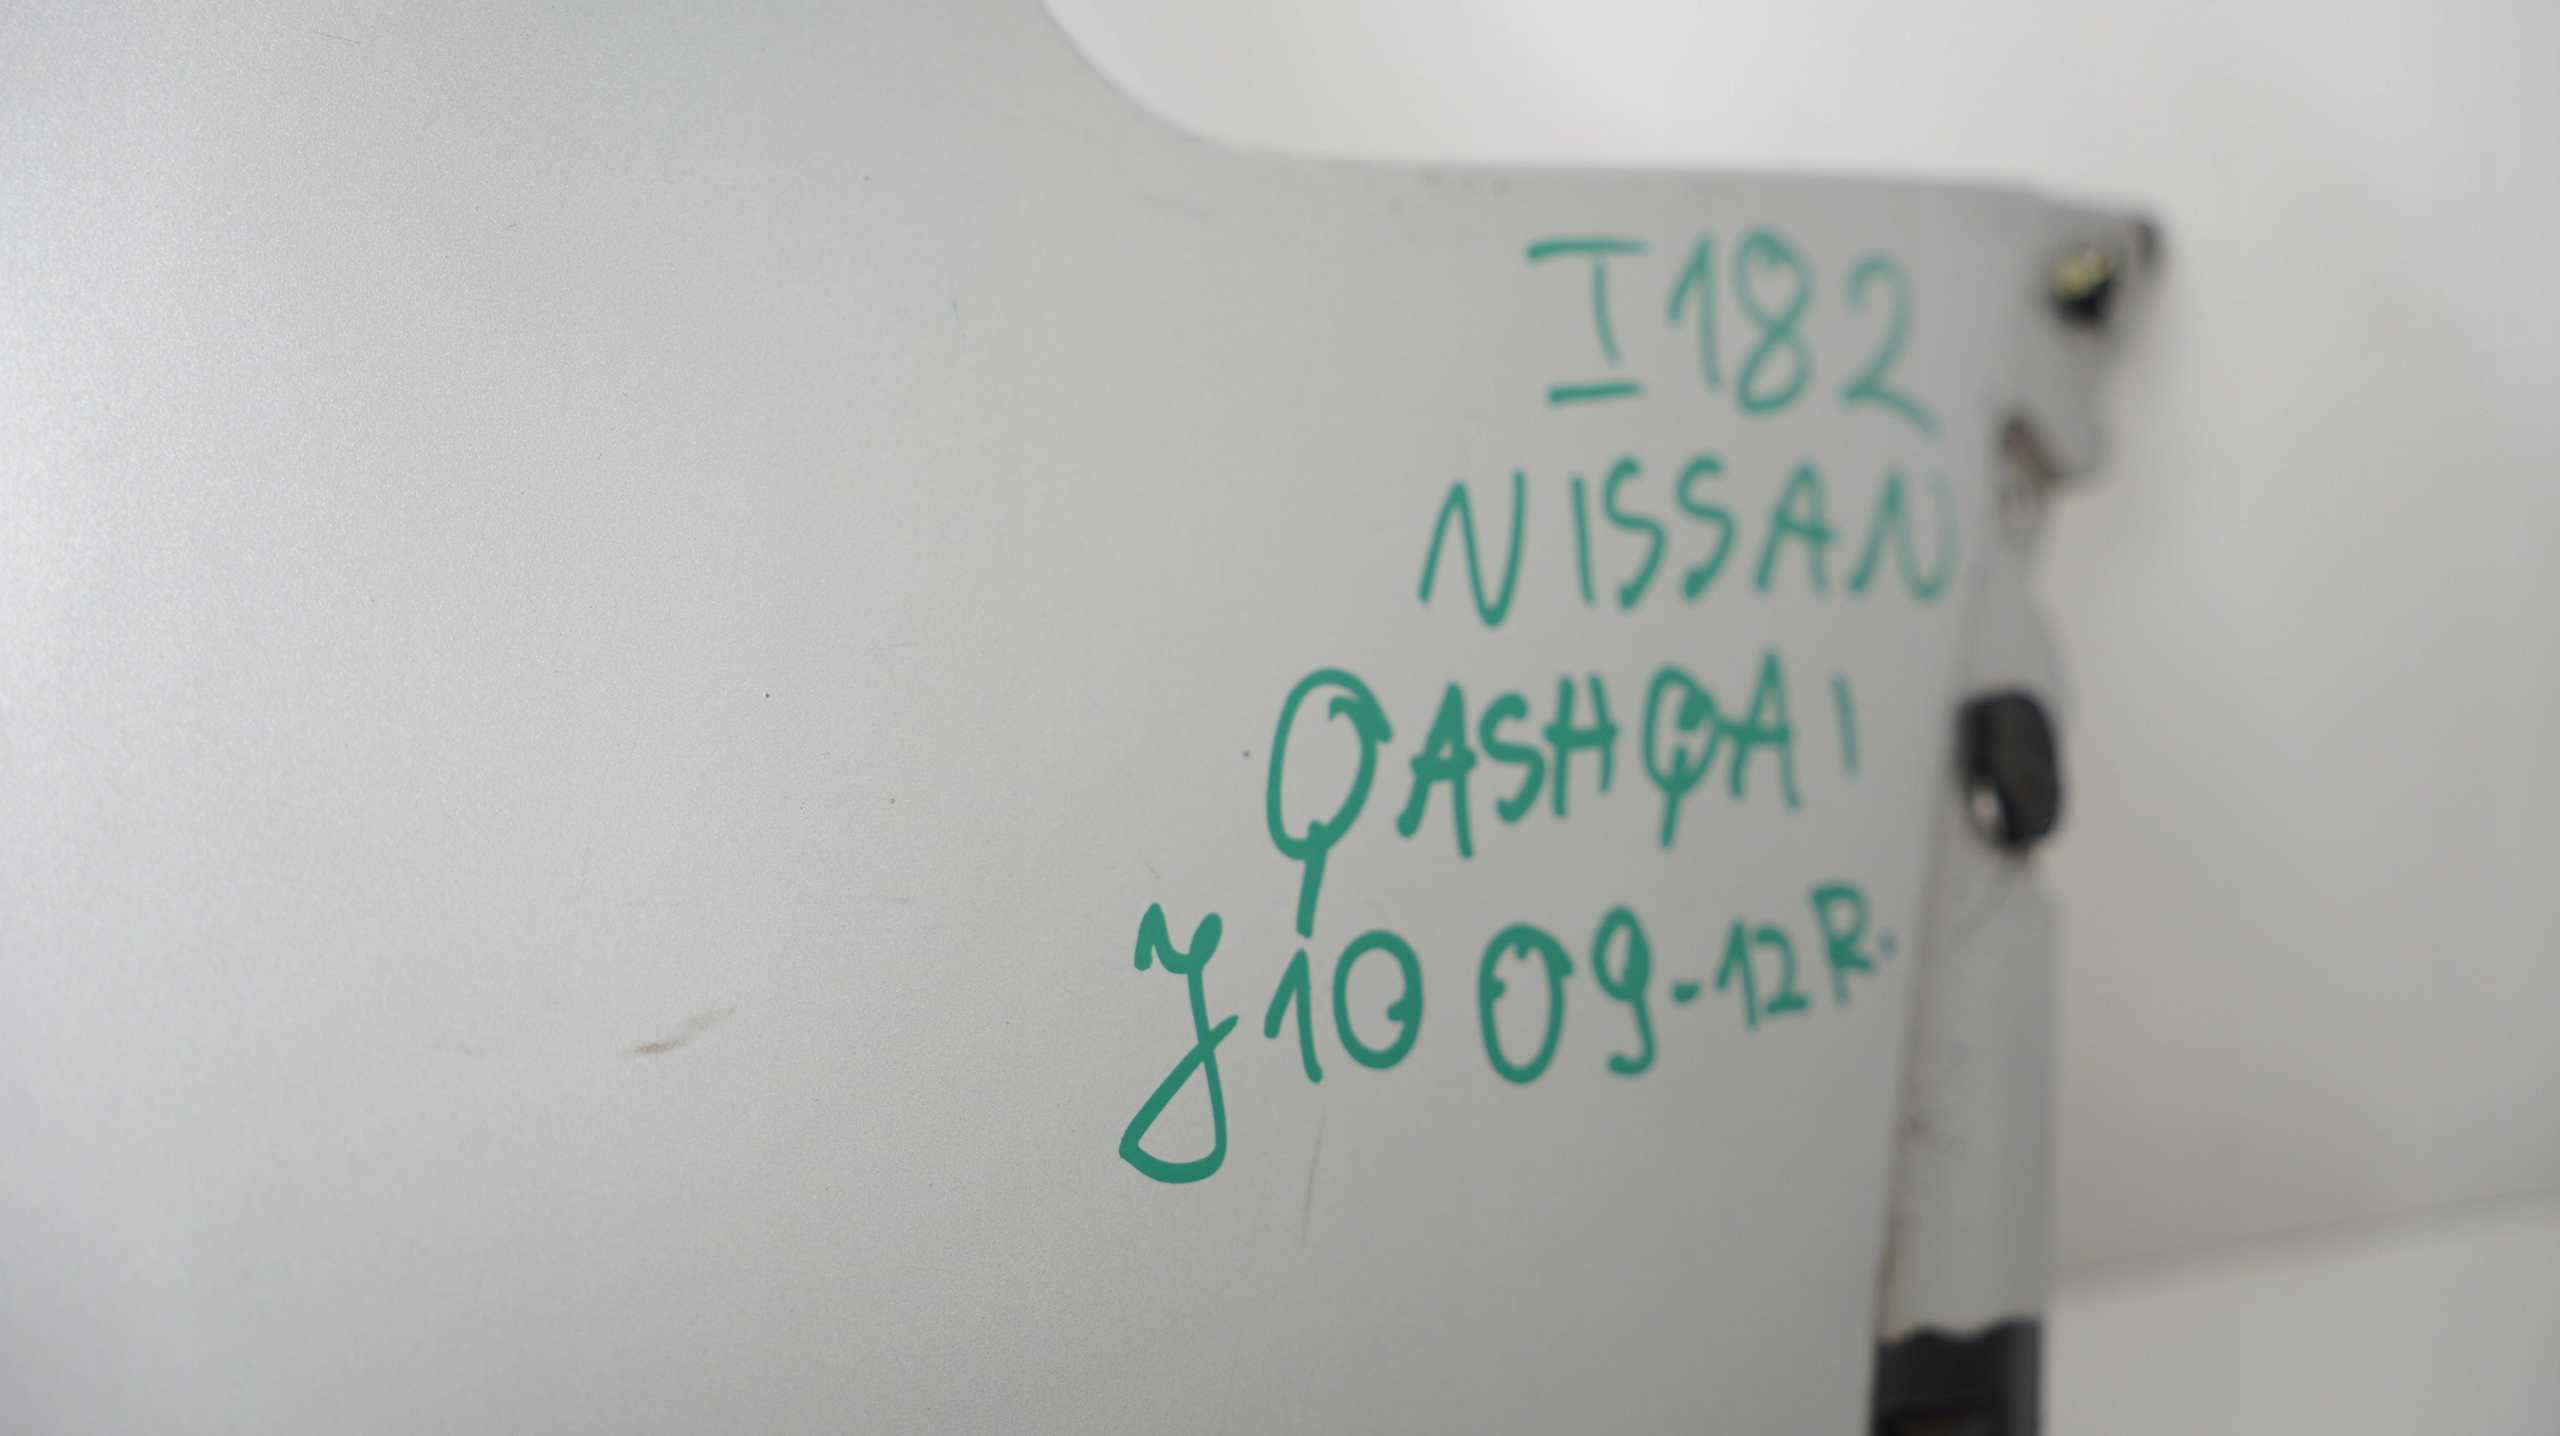 I182
NISSAN
QASHQAI
J10 09-12R.